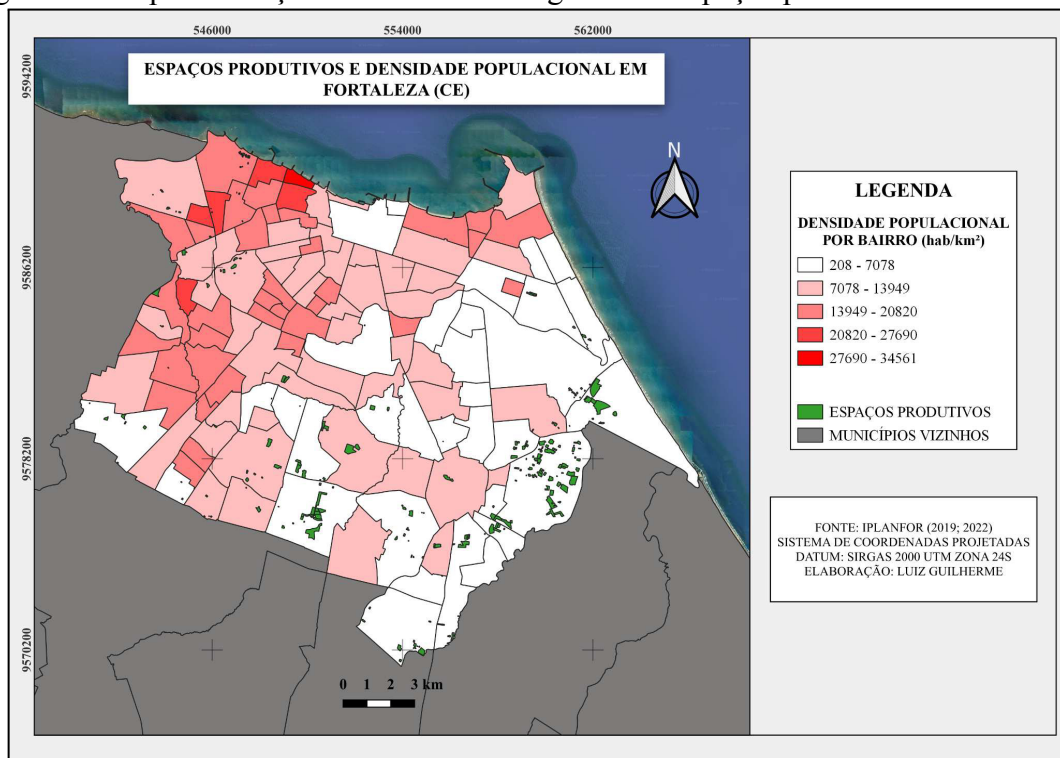 546000
554000
562000
9594200
9586200
9578200
9570200
ESPAÇOS PRODUTIVOS E DENSIDADE POPULACIONAL EM
FORTALEZA (CE)
N
0 1 2 3 km
LEGENDA
DENSIDADE POPULACIONAL
POR BAIRRO (hab/km²)
208 - 7078
7078 - 13949
13949 - 20820
20820 - 27690
27690 - 34561
ESPAÇOS PRODUTIVOS
MUNICÍPIOS VIZINHOS
FONTE: IPLANFOR (2019; 2022)
SISTEMA DE COORDENADAS PROJETADAS
DATUM: SIRGAS 2000 UTM ZONA 24S
ELABORAÇÃO: LUIZ GUILHERME